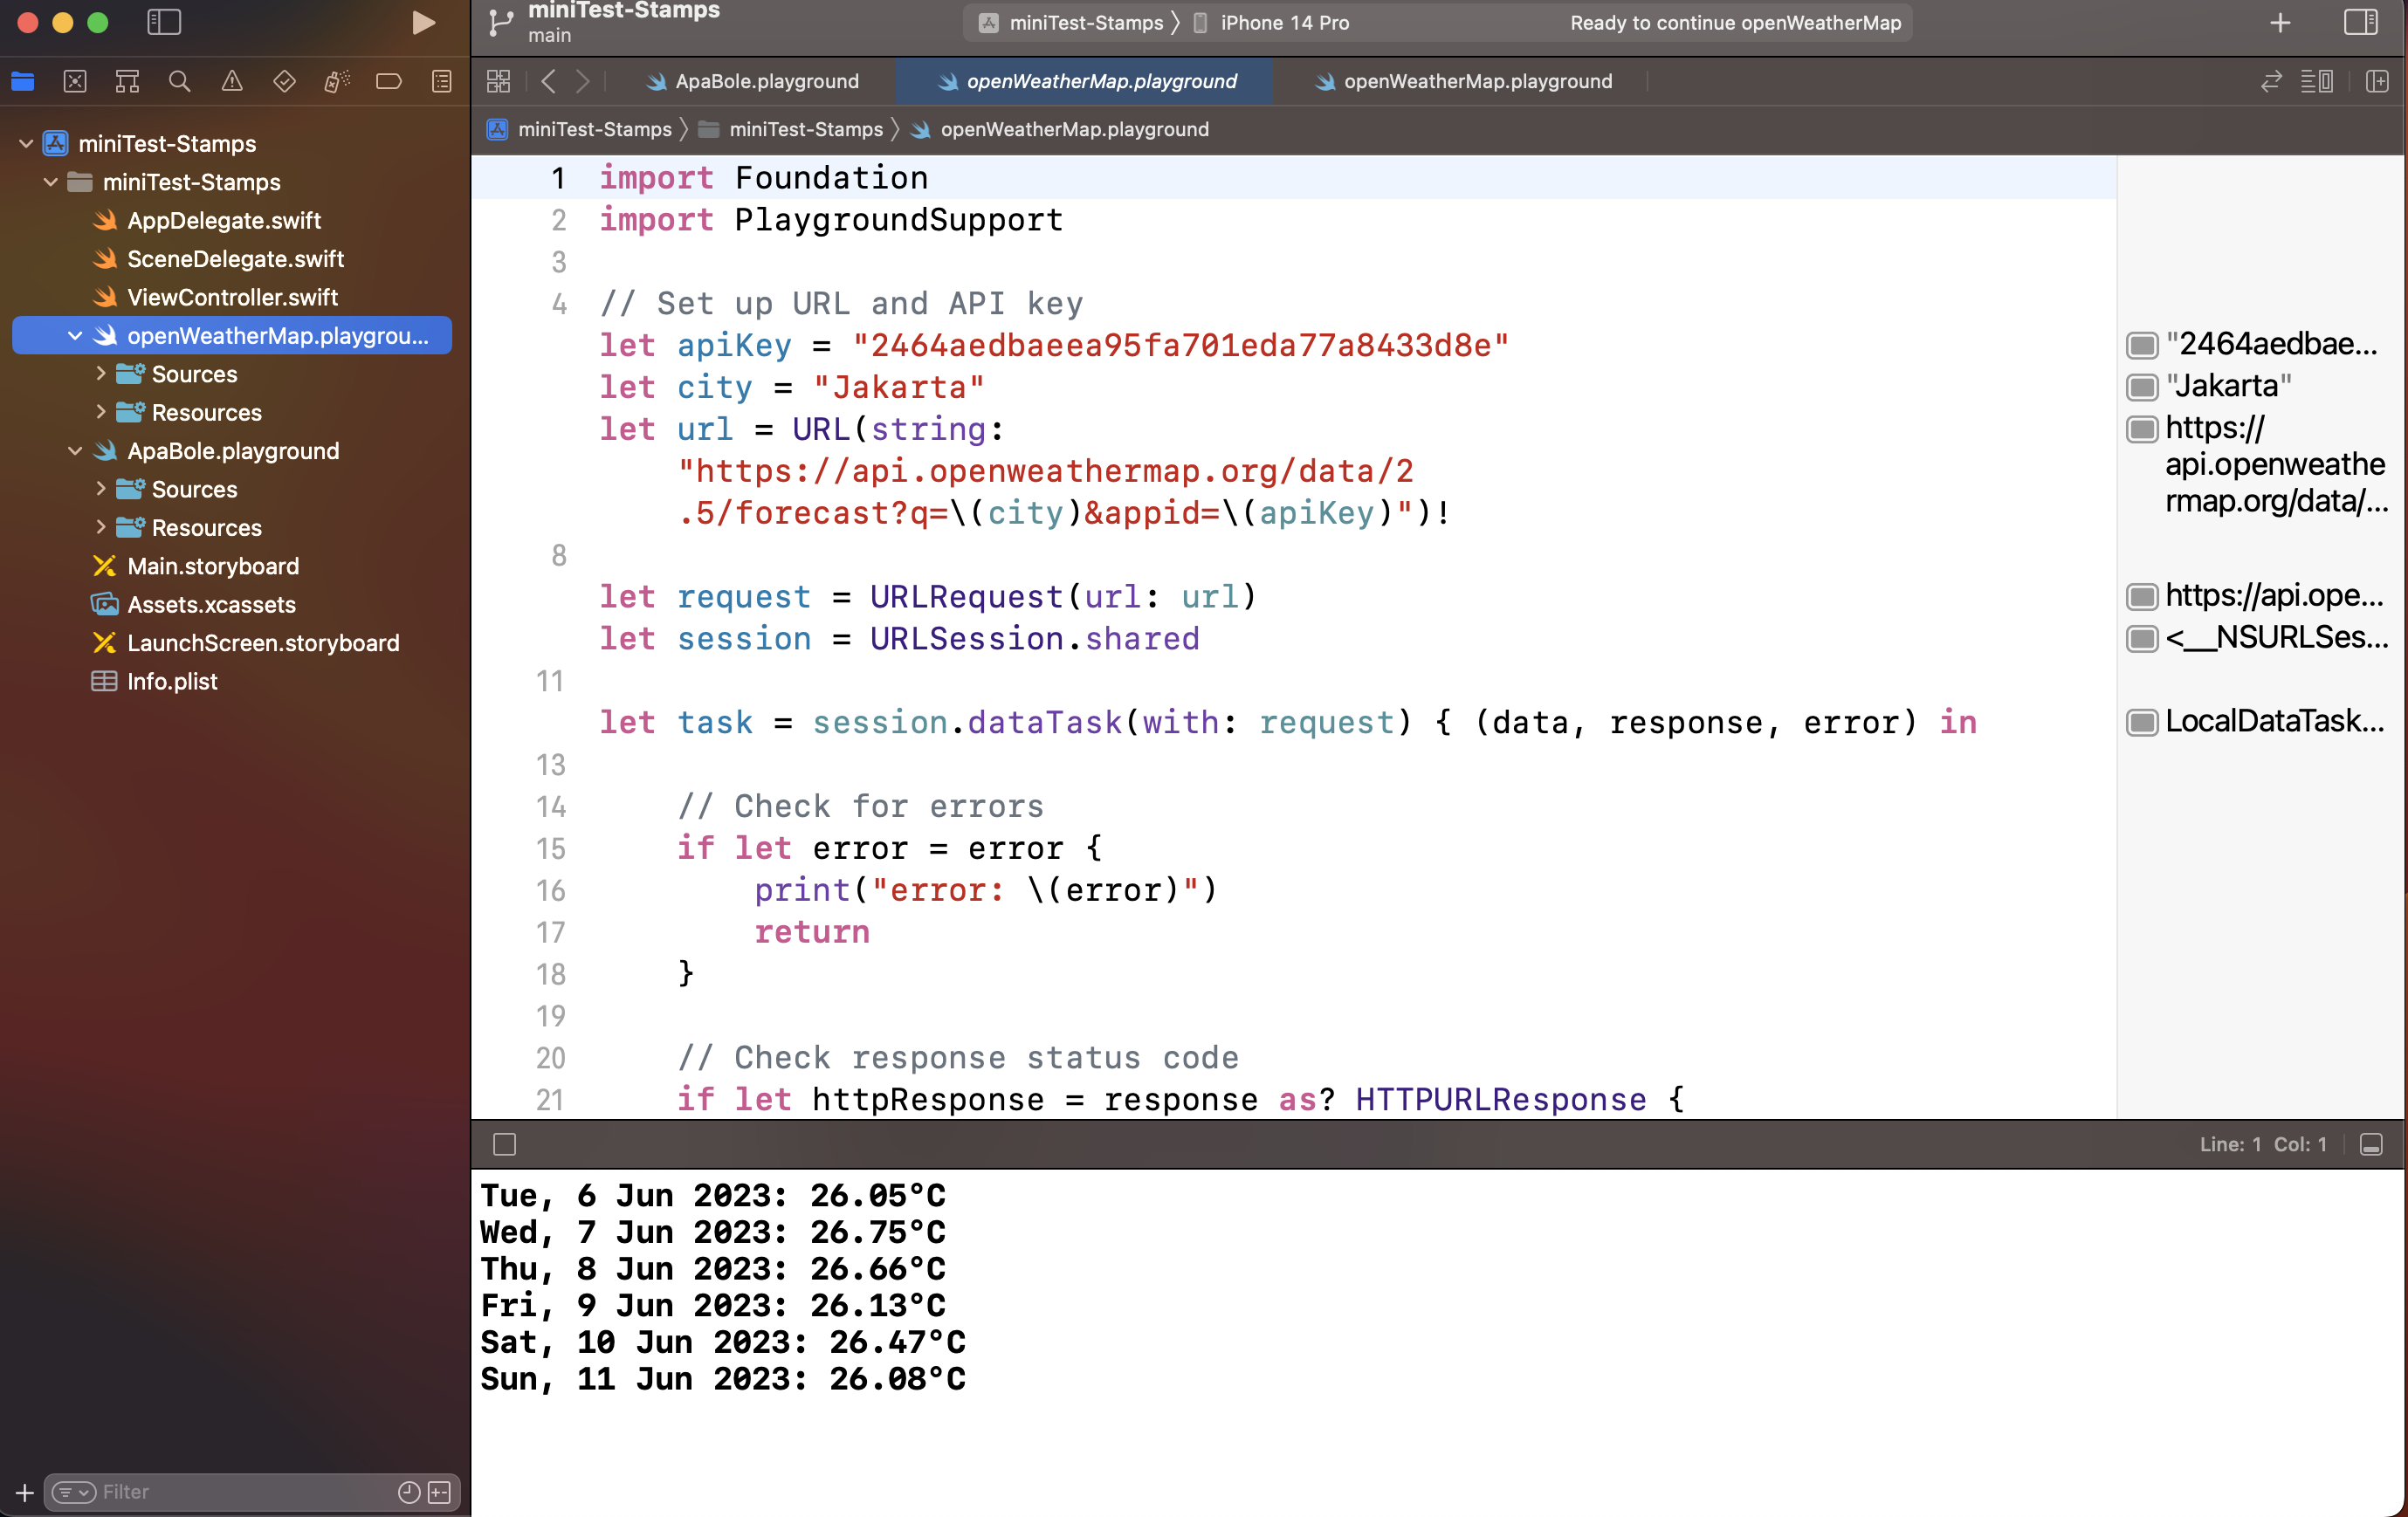 miniTest-Stamps
main
miniTest-Stamps
iPhone 14 Pro
Ready to continue openWeatherMap
ApaBole.playground
openWeatherMap.playground
openWeatherMap.playground
miniTest-Stamps
miniTest-Stamps
openWeatherMap.playground
miniTest-Stamps
miniTest-Stamps
AppDelegate.swift
SceneDelegate.swift
ViewController.swift
openWeatherMap.playgrou...
Sources
Resources
ApaBole.playground
Sources
Resources
Main.storyboard
Assets.xcassets
LaunchScreen.storyboard
Info.plist
Filter
1 import Foundation
2 import PlaygroundSupport
3
4 // Set up URL and API key
let apiKey = "2464aedbaeea95fa701eda77a8433d8e"
let city = "Jakarta"
let url = URL(string:
"https://api.openweathermap.org/data/2
.5/forecast?q=\(city)&appid=\(apiKey)")!
8
let request = URLRequest(url: url)
let session = URLSession.shared
11
let task = session.dataTask(with: request) { (data, response, error) in
13
14 // Check for errors
15 if let error = error {
16 print("error: \(error)")
17 return
18 }
19
20 // Check response status code
21 if let httpResponse = response as? HTTPURLResponse {
"2464aedbae...
"Jakarta"
https://
api.openweathe
rmap.org/data/...
https://api.ope...
<__NSURLSes...
LocalDataTask...
Line: 1 Col: 1
Tue, 6 Jun 2023: 26.05°C
Wed, 7 Jun 2023: 26.75°C
Thu, 8 Jun 2023: 26.66°C
Fri, 9 Jun 2023: 26.13°C
Sat, 10 Jun 2023: 26.47°C
Sun, 11 Jun 2023: 26.08°C